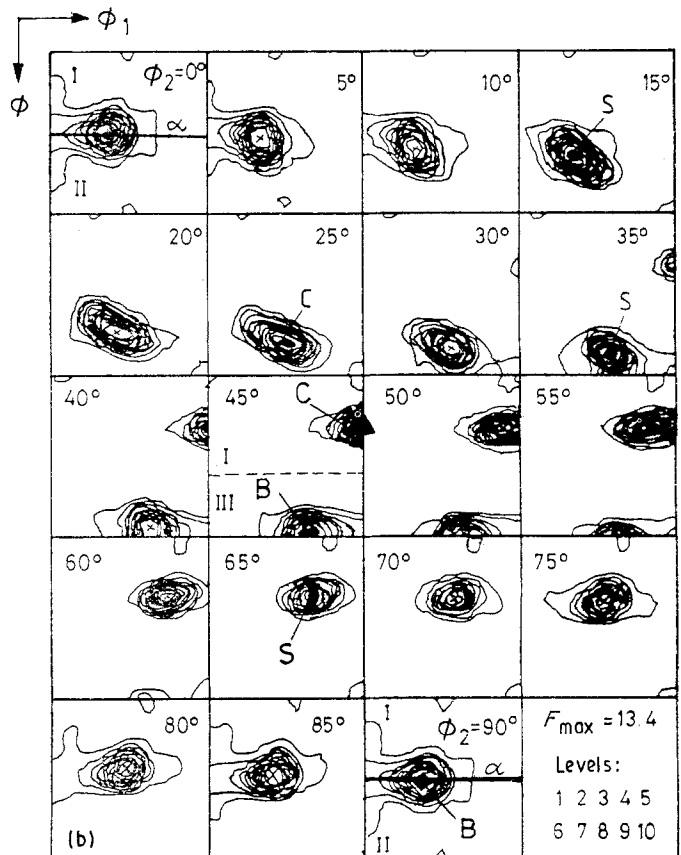 ϕ1
ϕ
I ϕ2=0° 5° 10° 15°
α S
II
20° 25° 30° 35°
C S
40° 45° 50° 55°
C
I
B
III
60° 65° 70° 75°
S
80° 85° I ϕ2=90° Fmax = 13.4
α Levels:
1 2 3 4 5
(b) II B 6 7 8 9 10